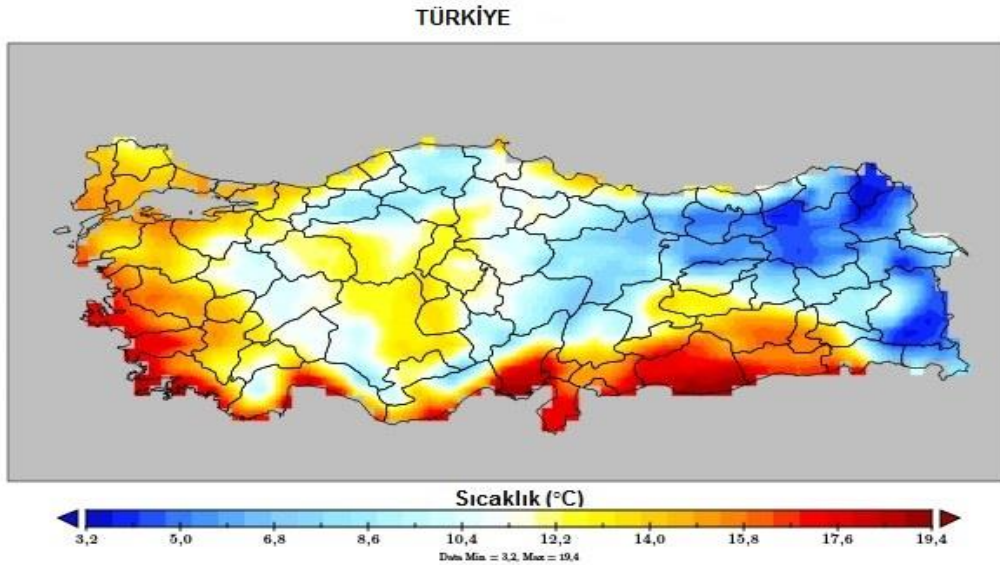 TÜRKİYE
Sıcaklık (°C)
3,2 5,0 6,8 8,6 10,4 12,2 14,0 15,8 17,6 19,4
Data Min = 3,2, Max = 19,4